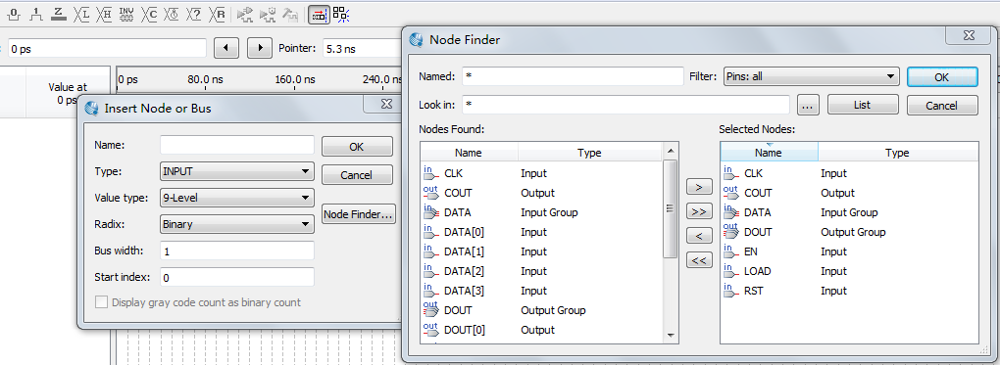 0 ps
Pointer:
5.3 ns
Value at
0 ps
0 ps
80.0 ns
160.0 ns
240.0 n
Insert Node or Bus
Name:
OK
Type:
INPUT
Cancel
Value type:
9-Level
Node Finder...
Radix:
Binary
Bus width:
1
Start index:
0
Display gray code count as binary count
Node Finder
Named:
*
Filter:
Pins: all
OK
Look in:
*
...
List
Cancel
Nodes Found:
Name
Type
CLK
Input
COUT
Output
DATA
Input Group
DATA[0]
Input
DATA[1]
Input
DATA[2]
Input
DATA[3]
Input
DOUT
Output Group
DOUT[0]
Output
>
>>
<
<<
Selected Nodes:
Name
Type
CLK
Input
COUT
Output
DATA
Input Group
DOUT
Output Group
EN
Input
LOAD
Input
RST
Input